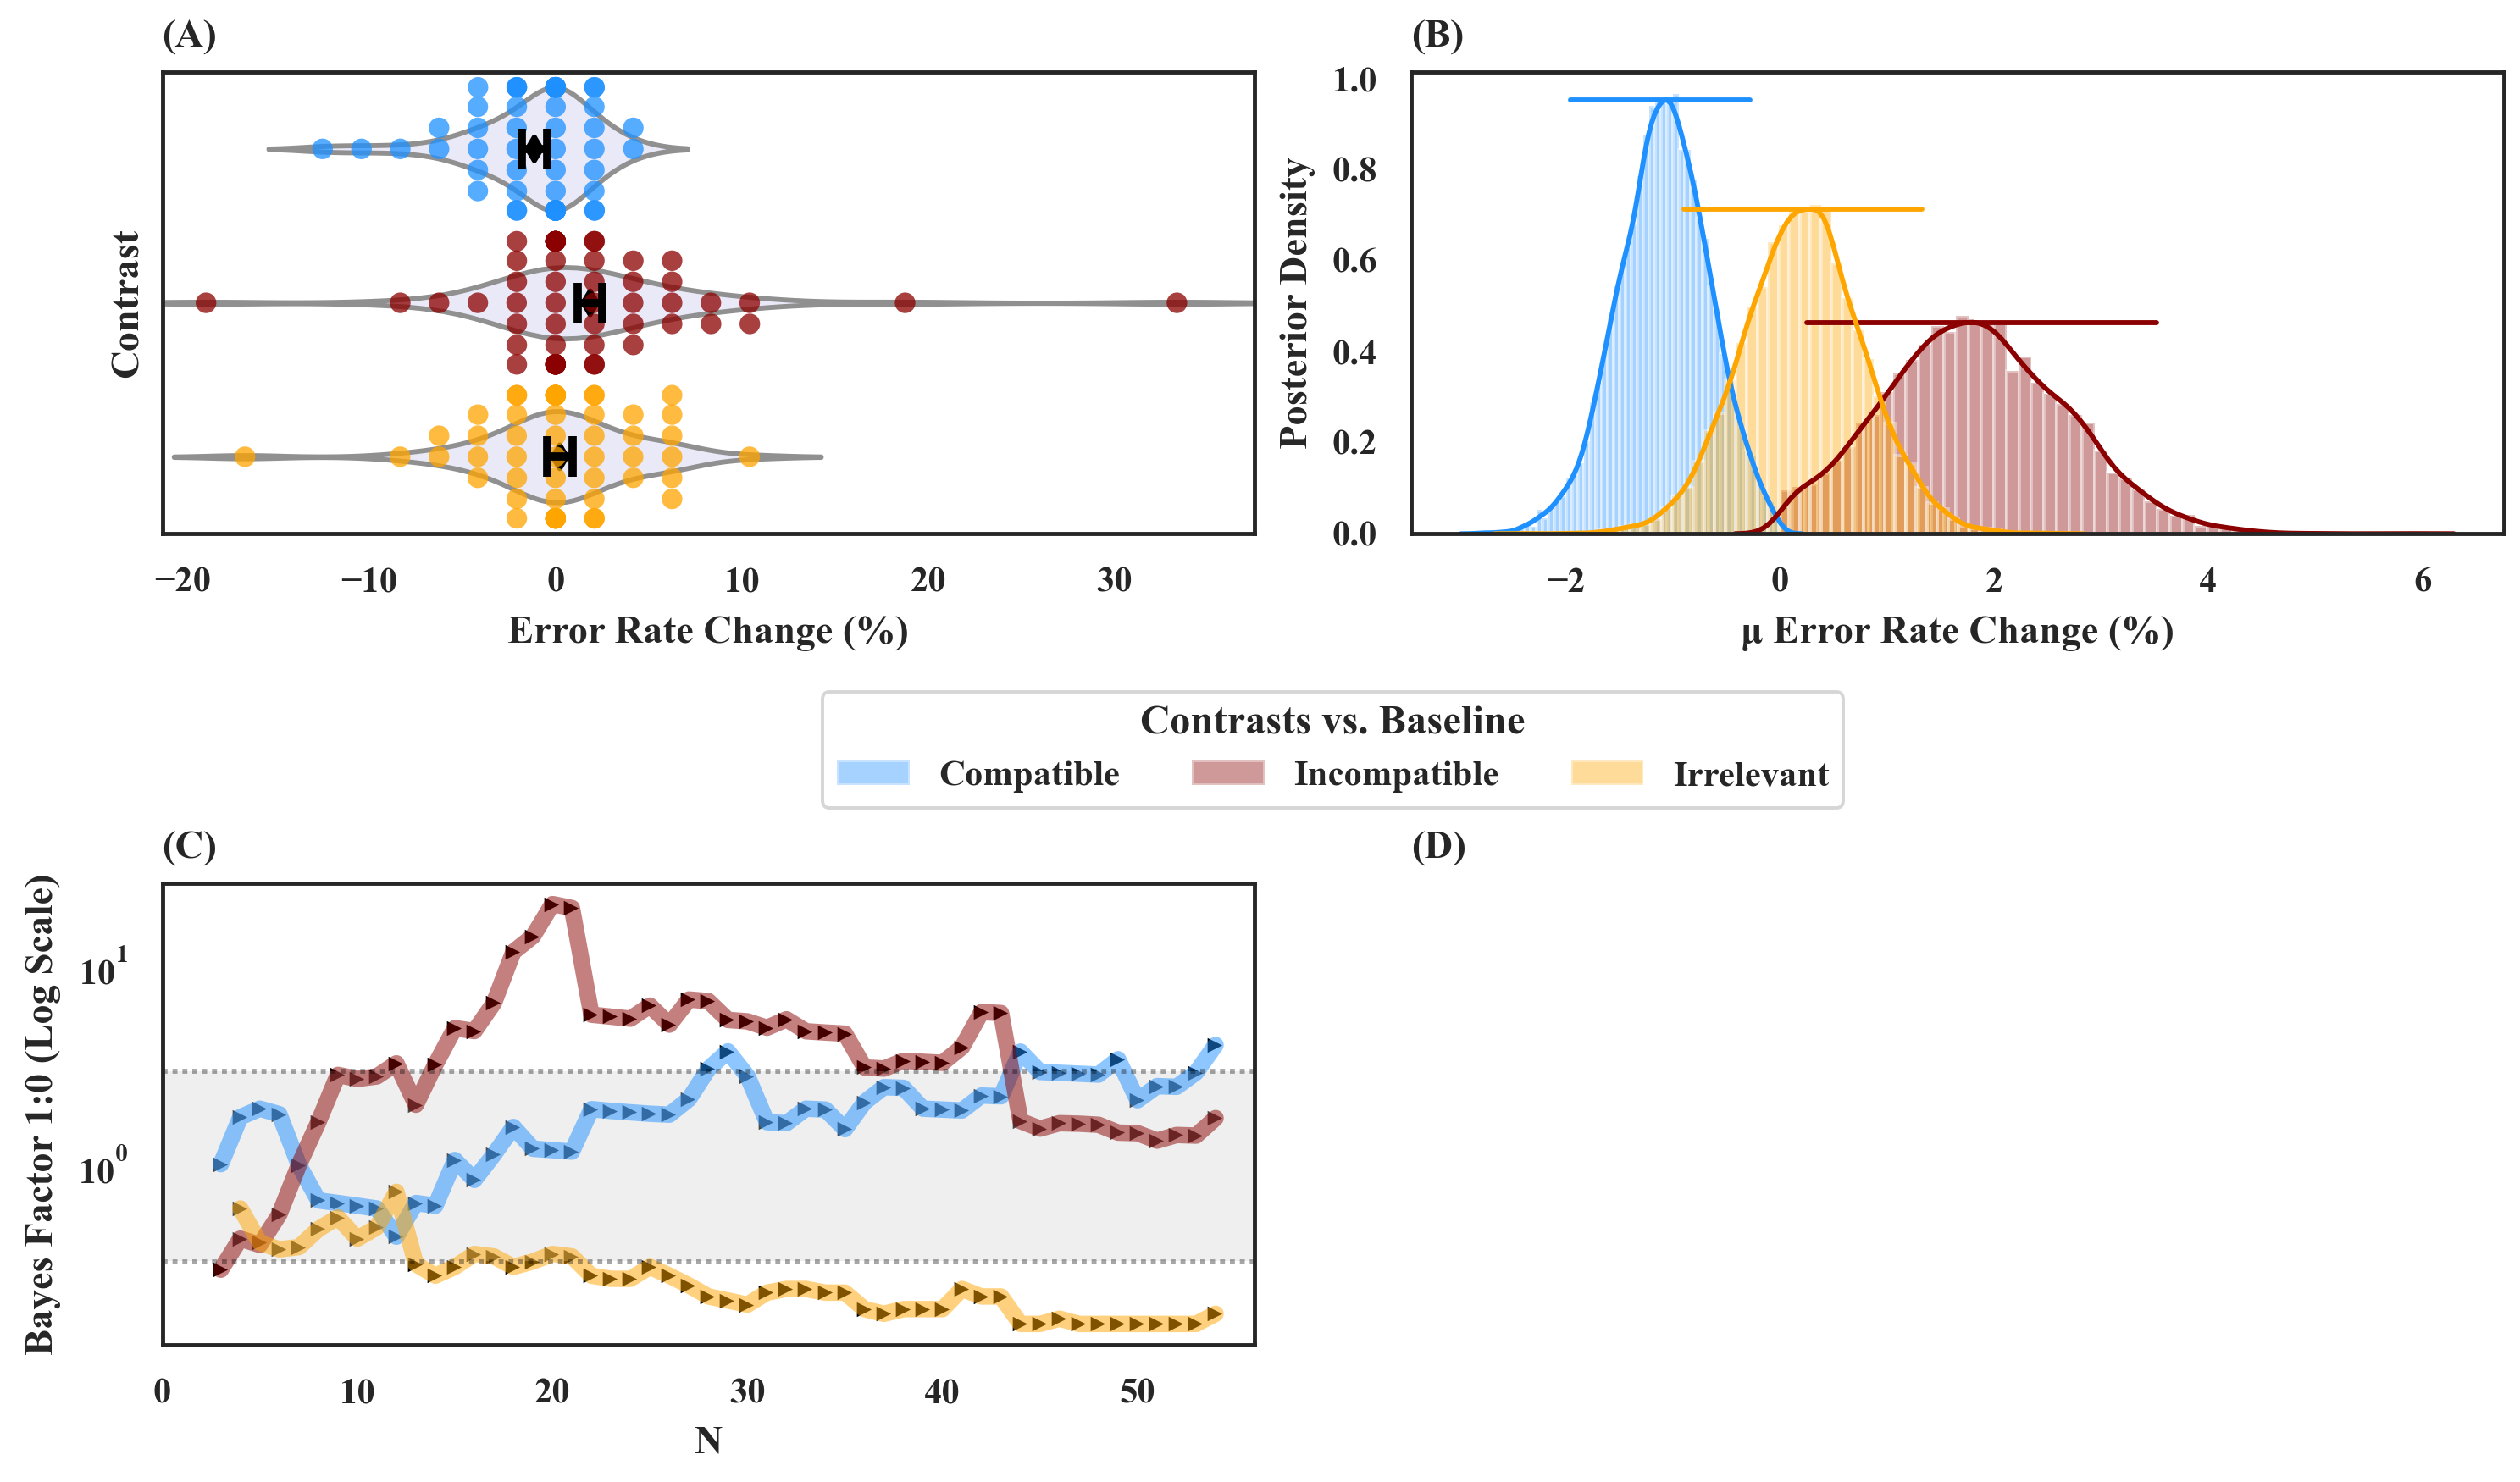 (A)
Contrast
−20 −10 0 10 20 30
Error Rate Change (%)
(B)
Posterior Density
1.0
0.8
0.6
0.4
0.2
0.0
−2 0 2 4 6
μ Error Rate Change (%)
Contrasts vs. Baseline
Compatible Incompatible Irrelevant
(C)
Bayes Factor 1:0 (Log Scale)
10¹
10⁰
0 10 20 30 40 50
N
(D)